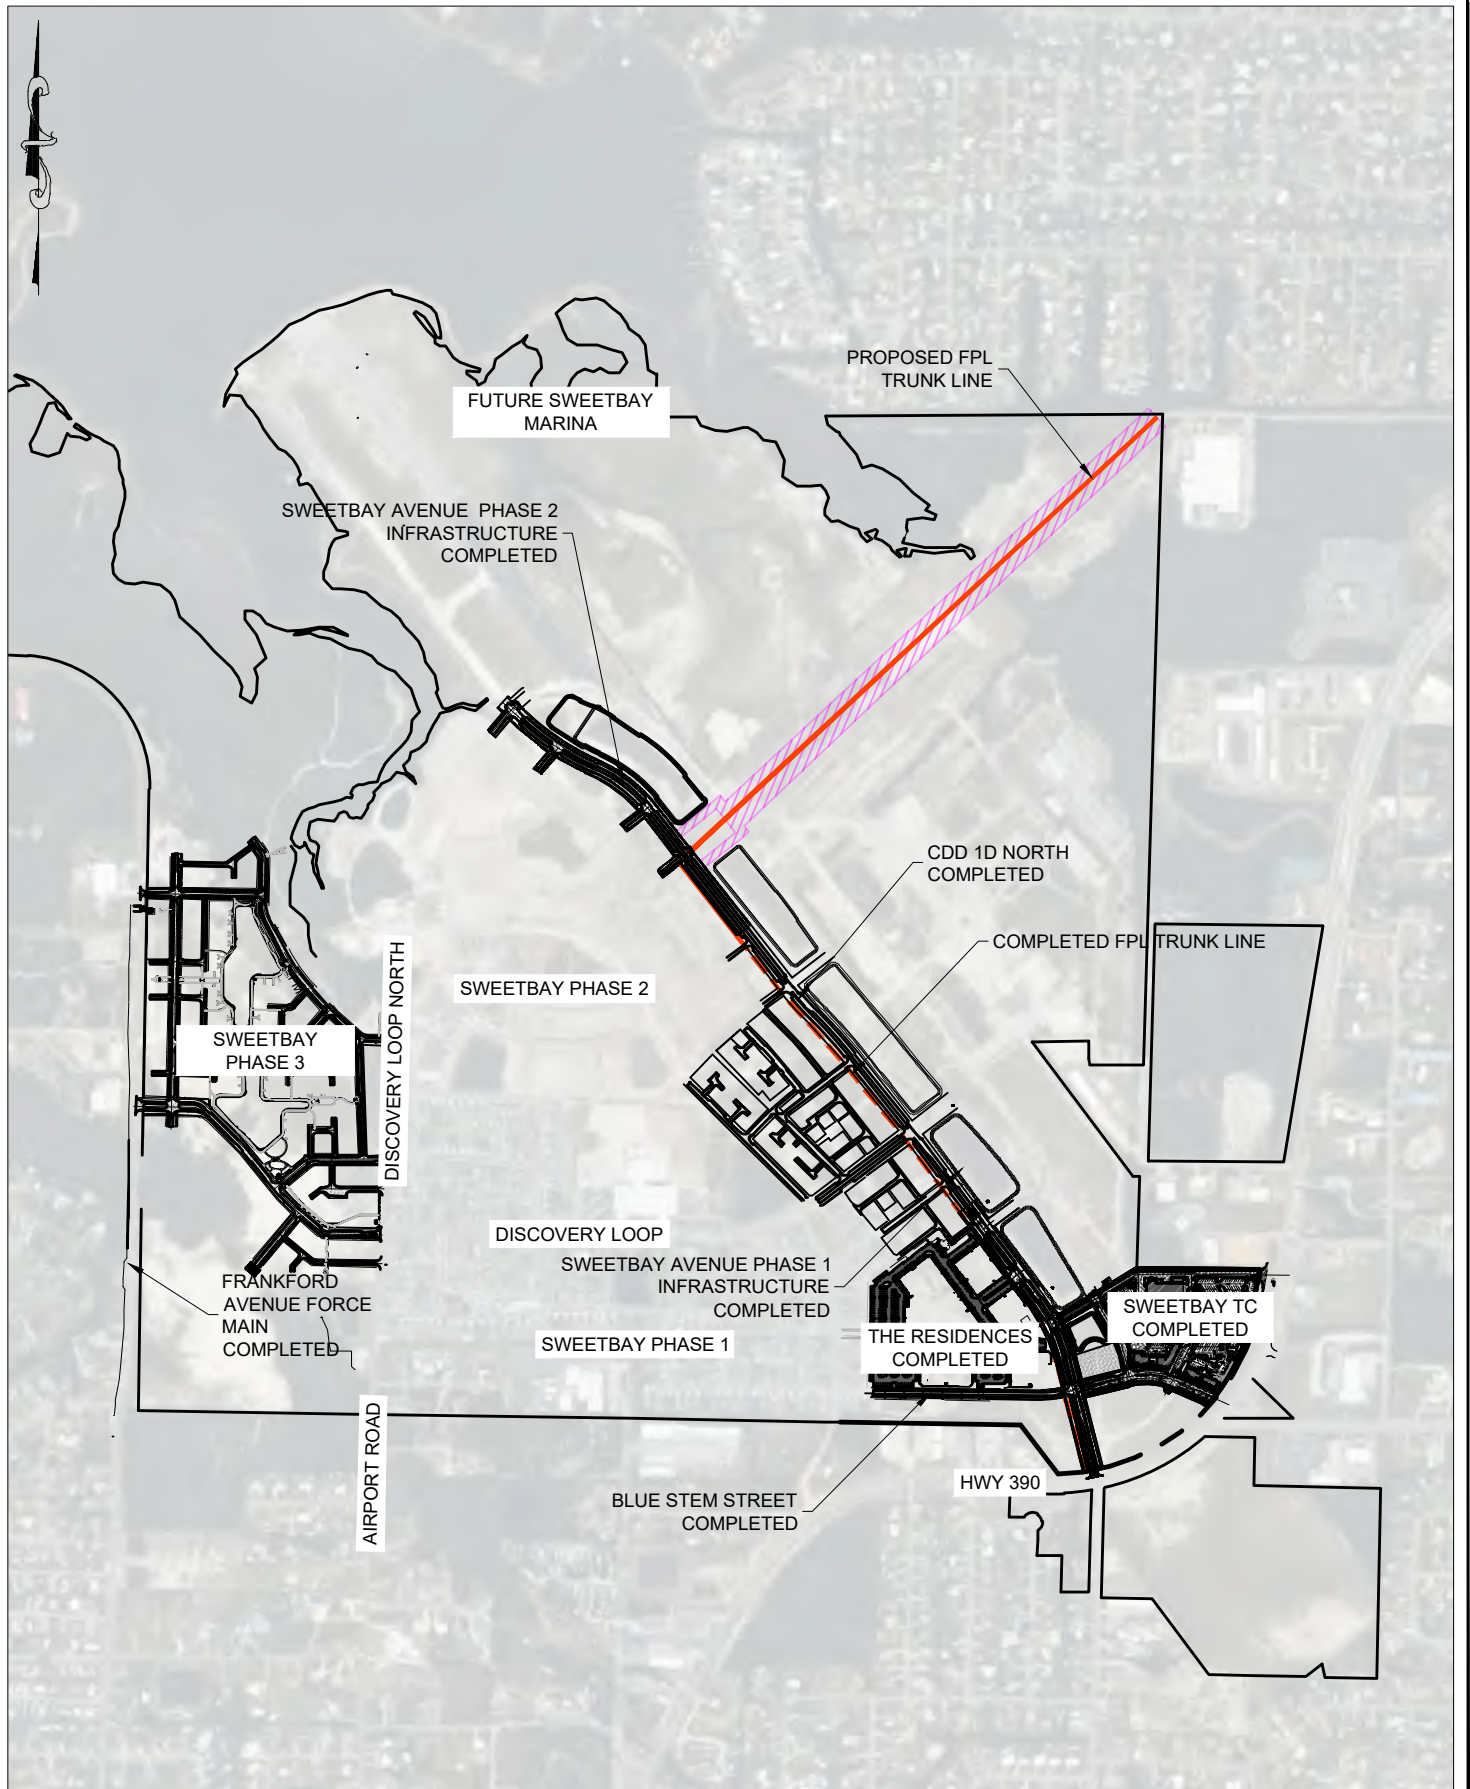 PROPOSED FPL
TRUNK LINE
FUTURE SWEETBAY
MARINA
SWEETBAY AVENUE PHASE 2
INFRASTRUCTURE
COMPLETED
CDD 1D NORTH
COMPLETED
COMPLETED FPL TRUNK LINE
SWEETBAY PHASE 2
SWEETBAY
PHASE 3
DISCOVERY LOOP NORTH
DISCOVERY LOOP
SWEETBAY AVENUE PHASE 1
INFRASTRUCTURE
COMPLETED
FRANKFORD
AVENUE FORCE
MAIN
COMPLETED
SWEETBAY TC
COMPLETED
THE RESIDENCES
COMPLETED
SWEETBAY PHASE 1
AIRPORT ROAD
HWY 390
BLUE STEM STREET
COMPLETED